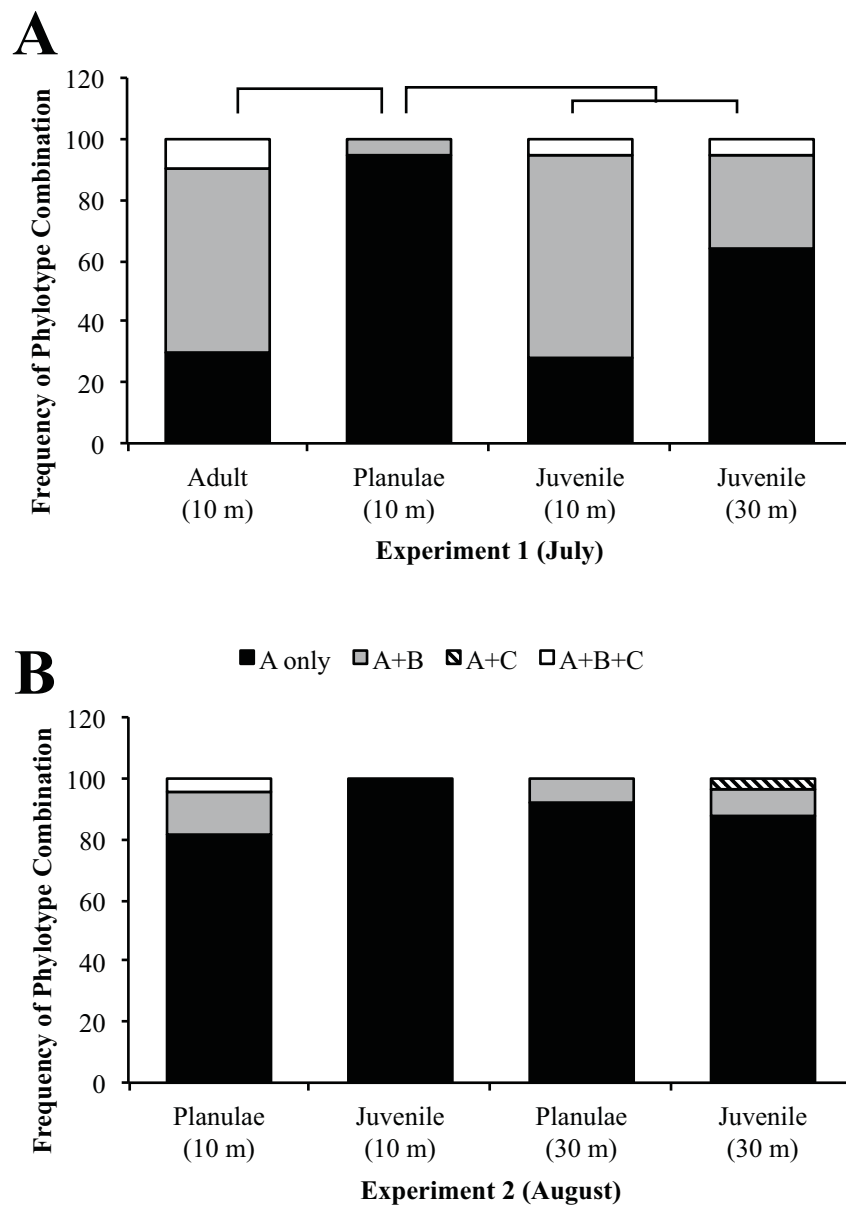 A
Frequency of Phylotype Combination
120
100
80
60
40
20
0
Adult (10 m)
Planulae (10 m)
Juvenile (10 m)
Juvenile (30 m)
Experiment 1 (July)
B
A only A+B A+C A+B+C
Frequency of Phylotype Combination
120
100
80
60
40
20
0
Planulae (10 m)
Juvenile (10 m)
Planulae (30 m)
Juvenile (30 m)
Experiment 2 (August)